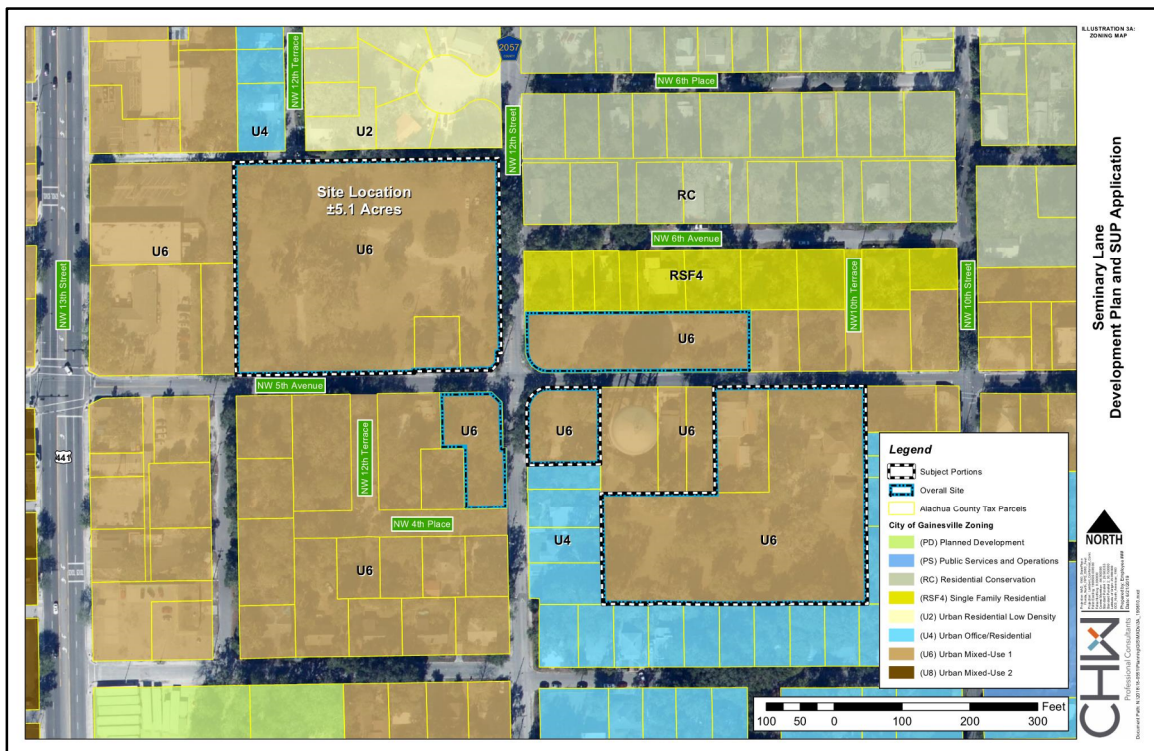 ILLUSTRATION 3A:
ZONING MAP
2057
NW 6th Place
NW 12th Terrace
U4
U2
NW 12th Street
Site Location
±5.1 Acres
RC
U6
U6
NW 6th Avenue
RSF4
NW 13th Street
NW10th Terrace
NW 10th Street
U6
NW 5th Avenue
U6
U6
U6
441
NW 12th Terrace
NW 4th Place
U4
U6
U6
Seminary Lane
Development Plan and SUP Application
Legend
Subject Portions
Overall Site
Alachua County Tax Parcels
City of Gainesville Zoning
(PD) Planned Development
(PS) Public Services and Operations
(RC) Residential Conservation
(RSF4) Single Family Residential
(U2) Urban Residential Low Density
(U4) Urban Office/Residential
(U6) Urban Mixed-Use 1
(U8) Urban Mixed-Use 2
Feet
100 50 0 100 200 300
NORTH
CHW
Professional Consultants